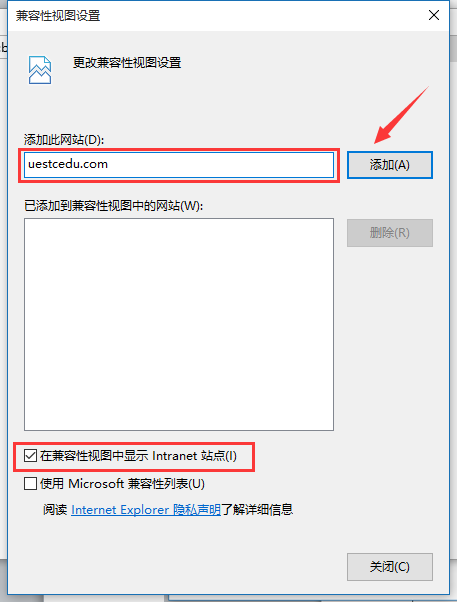 兼容性视图设置
更改兼容性视图设置
添加此网站(D):
uestcedu.com
添加(A)
已添加到兼容性视图中的网站(W):
删除(R)
在兼容性视图中显示 Intranet 站点(I)
使用 Microsoft 兼容性列表(U)
阅读 Internet Explorer 隐私声明了解详细信息
关闭(C)